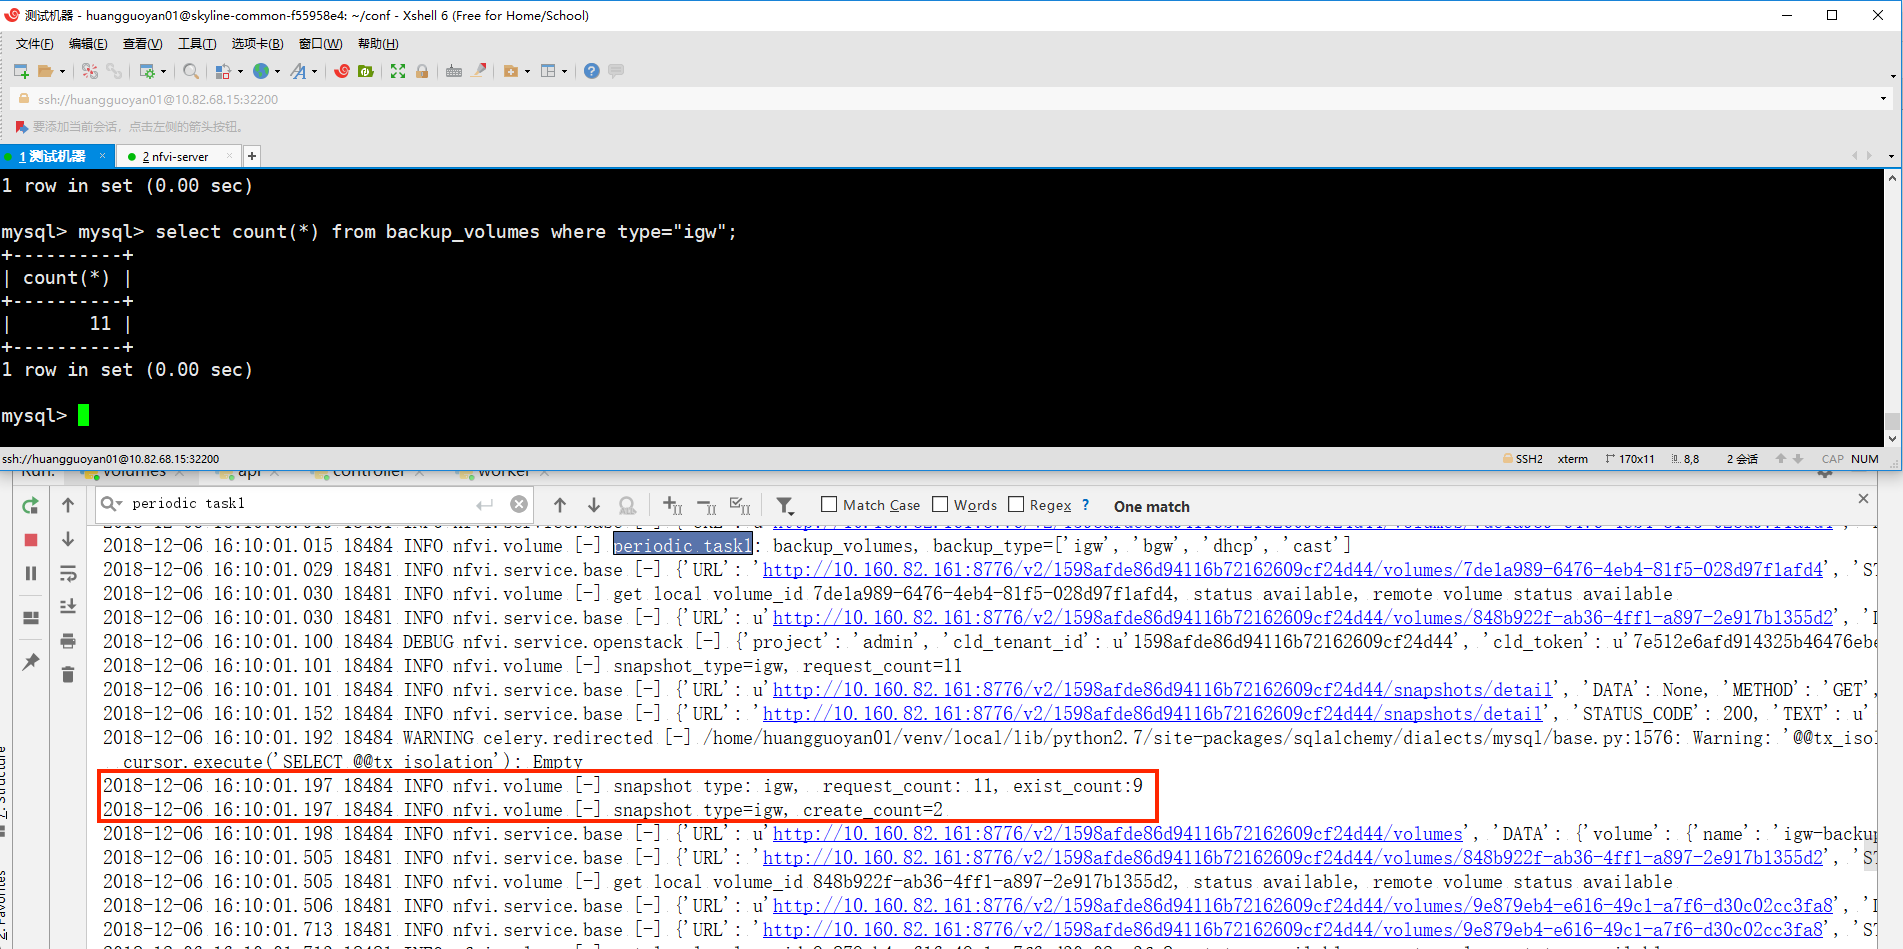 测试机器 - huangguoyan01@skyline-common-f55958e4: ~/conf - Xshell 6 (Free for Home/School)
文件(F) 编辑(E) 查看(V) 工具(T) 选项卡(B) 窗口(W) 帮助(H)
ssh://huangguoyan01@10.82.68.15:32200
要添加当前会话，点击左侧的箭头按钮。
1 测试机器 × 2 nfvi-server × +
1 row in set (0.00 sec)
mysql> mysql> select count(*) from backup_volumes where type="igw";
+----------+
| count(*) |
+----------+
|       11 |
+----------+
1 row in set (0.00 sec)
mysql>
ssh://huangguoyan01@10.82.68.15:32200 SSH2 xterm 170x11 8,8 2 会话 CAP NUM
Run: volumes api controller worker
periodic task1 Match Case Words Regex ? One match
2018-12-06 16:10:01.015 18484 INFO nfvi.volume [-] periodic task1: backup_volumes, backup_type=['igw', 'bgw', 'dhcp', 'cast']
2018-12-06 16:10:01.029 18481 INFO nfvi.service.base [-] {'URL': 'http://10.160.82.161:8776/v2/1598afde86d94116b72162609cf24d44/volumes/7de1a989-6476-4eb4-81f5-028d97f1afd4', 'ST
2018-12-06 16:10:01.030 18481 INFO nfvi.volume [-] get local volume_id 7de1a989-6476-4eb4-81f5-028d97f1afd4, status available, remote volume status available
2018-12-06 16:10:01.030 18481 INFO nfvi.service.base [-] {'URL': u'http://10.160.82.161:8776/v2/1598afde86d94116b72162609cf24d44/volumes/848b922f-ab36-4ff1-a897-2e917b1355d2', 'D
2018-12-06 16:10:01.100 18484 DEBUG nfvi.service.openstack [-] {'project': 'admin', 'cld_tenant_id': u'1598afde86d94116b72162609cf24d44', 'cld_token': u'7e512e6afd914325b46476ebe
2018-12-06 16:10:01.101 18484 INFO nfvi.volume [-] snapshot_type=igw, request_count=11
2018-12-06 16:10:01.101 18484 INFO nfvi.service.base [-] {'URL': u'http://10.160.82.161:8776/v2/1598afde86d94116b72162609cf24d44/snapshots/detail', 'DATA': None, 'METHOD': 'GET',
2018-12-06 16:10:01.152 18484 INFO nfvi.service.base [-] {'URL': 'http://10.160.82.161:8776/v2/1598afde86d94116b72162609cf24d44/snapshots/detail', 'STATUS_CODE': 200, 'TEXT': u'
2018-12-06 16:10:01.192 18484 WARNING celery.redirected [-] /home/huangguoyan01/venv/local/lib/python2.7/site-packages/sqlalchemy/dialects/mysql/base.py:1576: Warning: '@@tx_isol
cursor.execute('SELECT @@tx_isolation'): Empty
2018-12-06 16:10:01.197 18484 INFO nfvi.volume [-] snapshot type: igw, request_count: 11, exist_count:9
2018-12-06 16:10:01.197 18484 INFO nfvi.volume [-] snapshot type=igw, create_count=2
2018-12-06 16:10:01.198 18484 INFO nfvi.service.base [-] {'URL': u'http://10.160.82.161:8776/v2/1598afde86d94116b72162609cf24d44/volumes', 'DATA': {'volume': {'name': 'igw-backup
2018-12-06 16:10:01.505 18481 INFO nfvi.service.base [-] {'URL': 'http://10.160.82.161:8776/v2/1598afde86d94116b72162609cf24d44/volumes/848b922f-ab36-4ff1-a897-2e917b1355d2', 'ST
2018-12-06 16:10:01.505 18481 INFO nfvi.volume [-] get local volume_id 848b922f-ab36-4ff1-a897-2e917b1355d2, status available, remote volume status available
2018-12-06 16:10:01.506 18481 INFO nfvi.service.base [-] {'URL': u'http://10.160.82.161:8776/v2/1598afde86d94116b72162609cf24d44/volumes/9e879eb4-e616-49c1-a7f6-d30c02cc3fa8', 'D
2018-12-06 16:10:01.713 18481 INFO nfvi.service.base [-] {'URL': 'http://10.160.82.161:8776/v2/1598afde86d94116b72162609cf24d44/volumes/9e879eb4-e616-49c1-a7f6-d30c02cc3fa8', 'ST
Z: Structure
2: Favorites